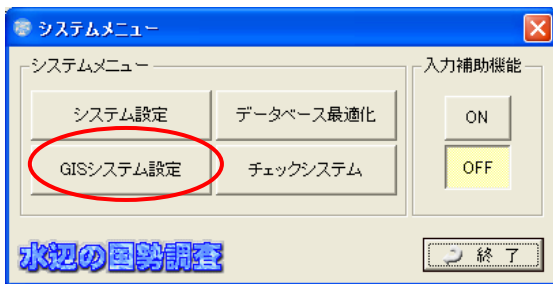 システムメニュー
システムメニュー
入力補助機能
システム設定
データベース最適化
ON
GISシステム設定
チェックシステム
OFF
水辺の国勢調査
終 了